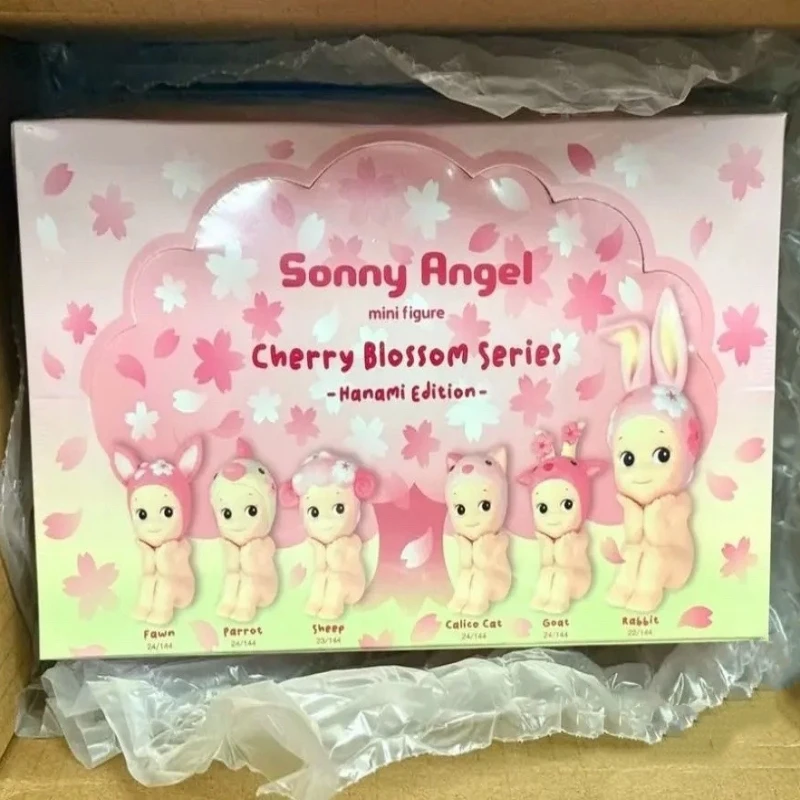 Sonny Angel
mini figure
Cherry Blossom Series
-Hanami Edition-
Fawn
24/144
Parrot
24/144
Sheep
23/144
Calico Cat
24/144
Goat
24/144
Rabbit
22/144